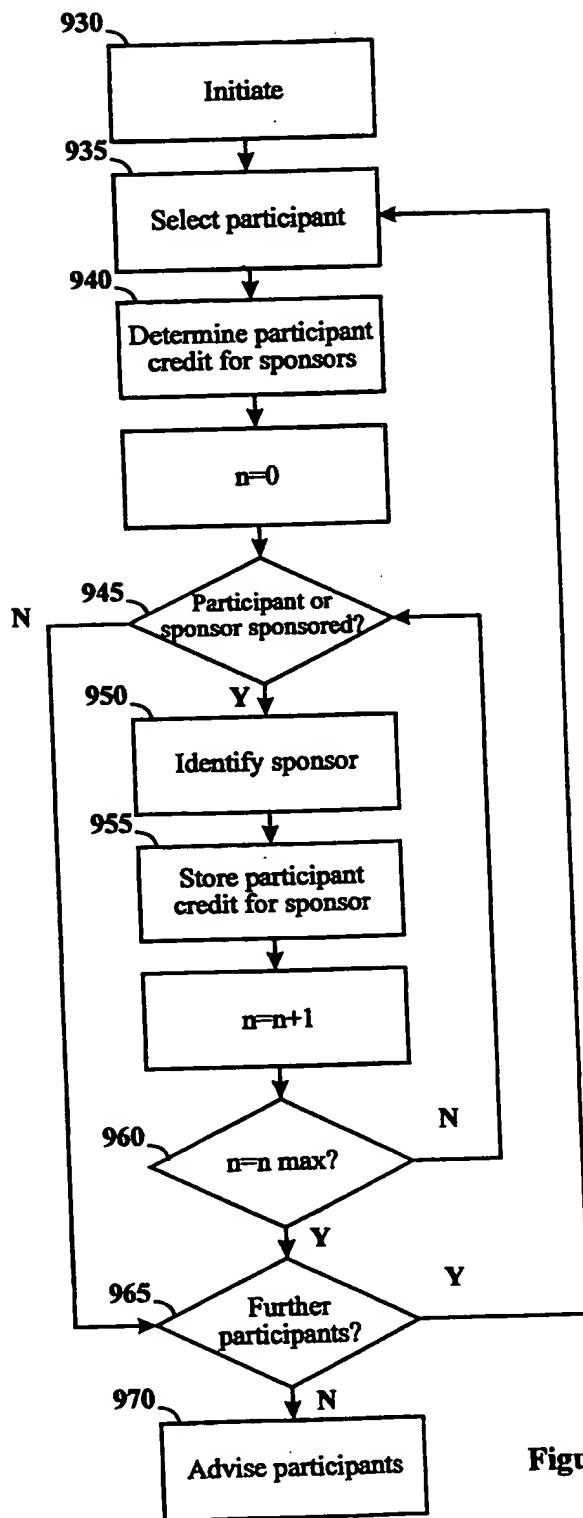 930
Initiate
935
Select participant
940
Determine participant
credit for sponsors
n=0
945
N
Participant or
sponsor sponsored?
Y
950
Identify sponsor
955
Store participant
credit for sponsor
n=n+1
960
n=n max?
N
Y
965
Further
participants?
Y
N
970
Advise participants